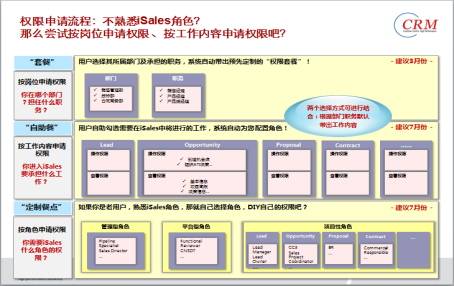 权限申请流程：不熟悉iSales角色？
那么尝试按岗位申请权限、按工作内容申请权限吧？
CRM
“套餐”
用户选择其所属部门及承担的职务，系统自动带出预先定制的“权限套餐”！
- 建议8月份 -
按岗位申请权限
你在哪个部门
？担任什么职
务？
部门
职务
两个选择方式可进行结
合：根据部门职务默认
带出工作内容
“自助餐”
用户自助勾选需要在iSales中将进行的工作，系统自动为您配置角色！
- 建议7月份 -
按工作内容申请
权限
你进入iSales
要承担什么工
作？
Lead
Opportunity
Proposal
Contract
……
操作权限
操作权限
操作权限
操作权限
操作权限
查看权限
查看权限
查看权限
查看权限
查看权限
基本信息
“定制餐点”
如果你是老用户，熟悉iSales角色，那就自己选择角色，DIY自己的权限吧？
- 建议7月份 -
按角色申请权限
你需要iSales
什么角色的权
限？
管理层角色
平台型角色
项目组角色
Pipeline
Specialist
Sales Director
...
Functional
Reviewer
...
Lead
Opportunity
Proposal
Contract
...
Lead
Manager
Lead
Owner
...
CC3
Sales
Project
Coordinator
...
Commercial
Responsible
...